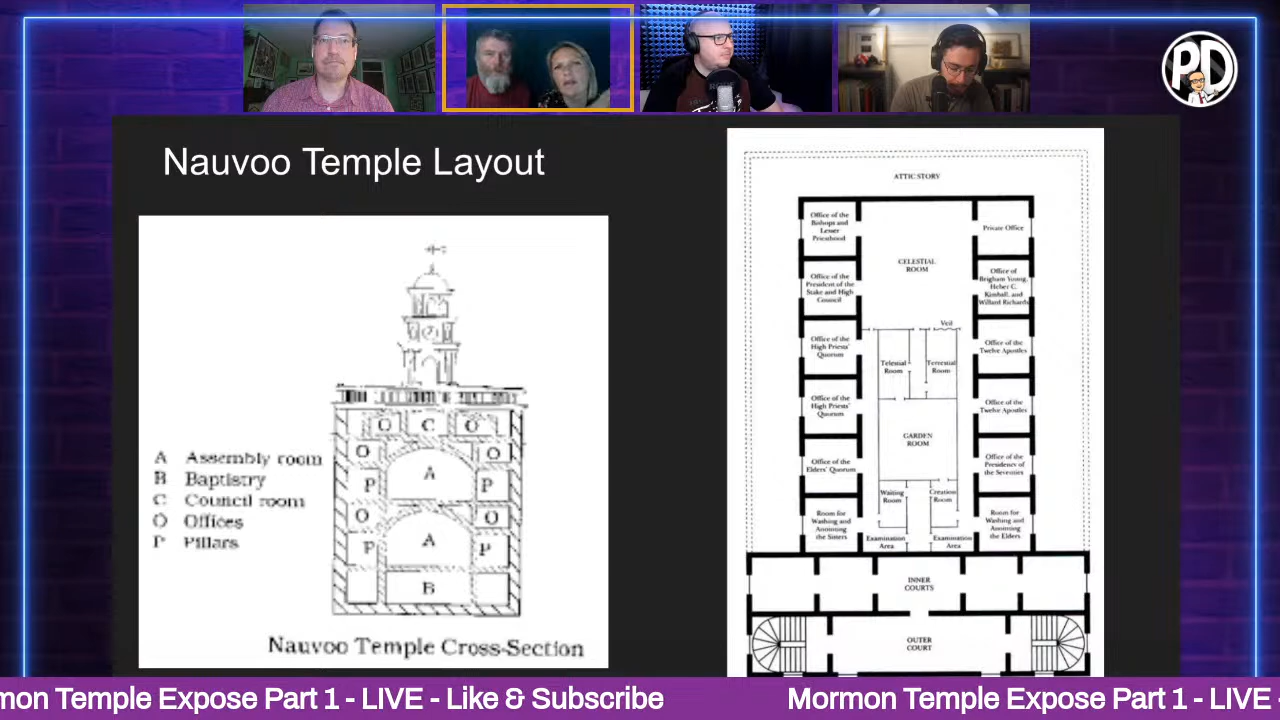 PD
Nauvoo Temple Layout
A Assembly room
B Baptistry
C Council room
O Offices
P Pillars
O C O
O A O
P P
O O
P A P
B
Nauvoo Temple Cross-Section
ATTIC STORY
Office of the
Bishops and
Lesser
Priesthood
CELESTIAL
ROOM
Private Office
Office of the
President of the
Stake and High
Council
Office of
Brigham Young,
Heber C.
Kimball, and
Willard Richards
Office of the
High Priests'
Quorum
Veil
Telestial
Room
Terrestrial
Room
Office of the
Twelve Apostles
Office of the
High Priests'
Quorum
GARDEN
ROOM
Office of the
Twelve Apostles
Office of the
Elders' Quorum
Office of the
Presidency of
the Seventies
Room for
Washing and
Anointing
the Sisters
Waiting
Room
Creation
Room
Examination
Area
Examination
Area
Room for
Washing and
Anointing
the Elders
INNER
COURTS
OUTER
COURT
mon Temple Expose Part 1 - LIVE - Like & Subscribe
Mormon Temple Expose Part 1 - LIVE